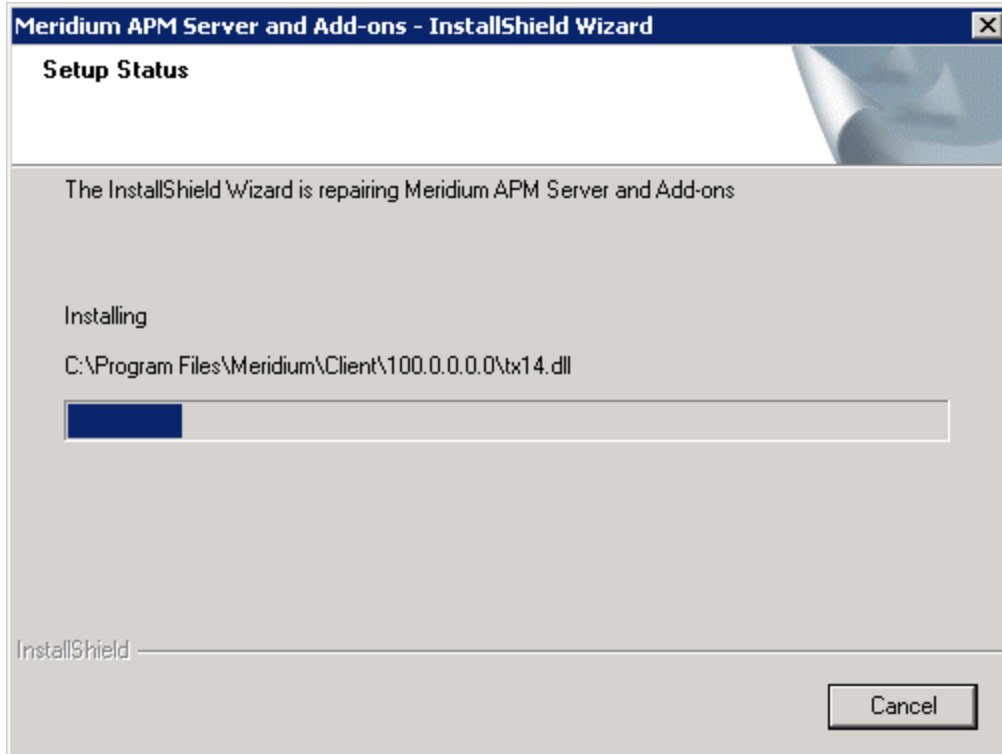 Meridium APM Server and Add-ons - InstallShield Wizard
Setup Status
The InstallShield Wizard is repairing Meridium APM Server and Add-ons
Installing
C:\Program Files\Meridium\Client\100.0.0.0.0\tx14.dll
InstallShield
Cancel